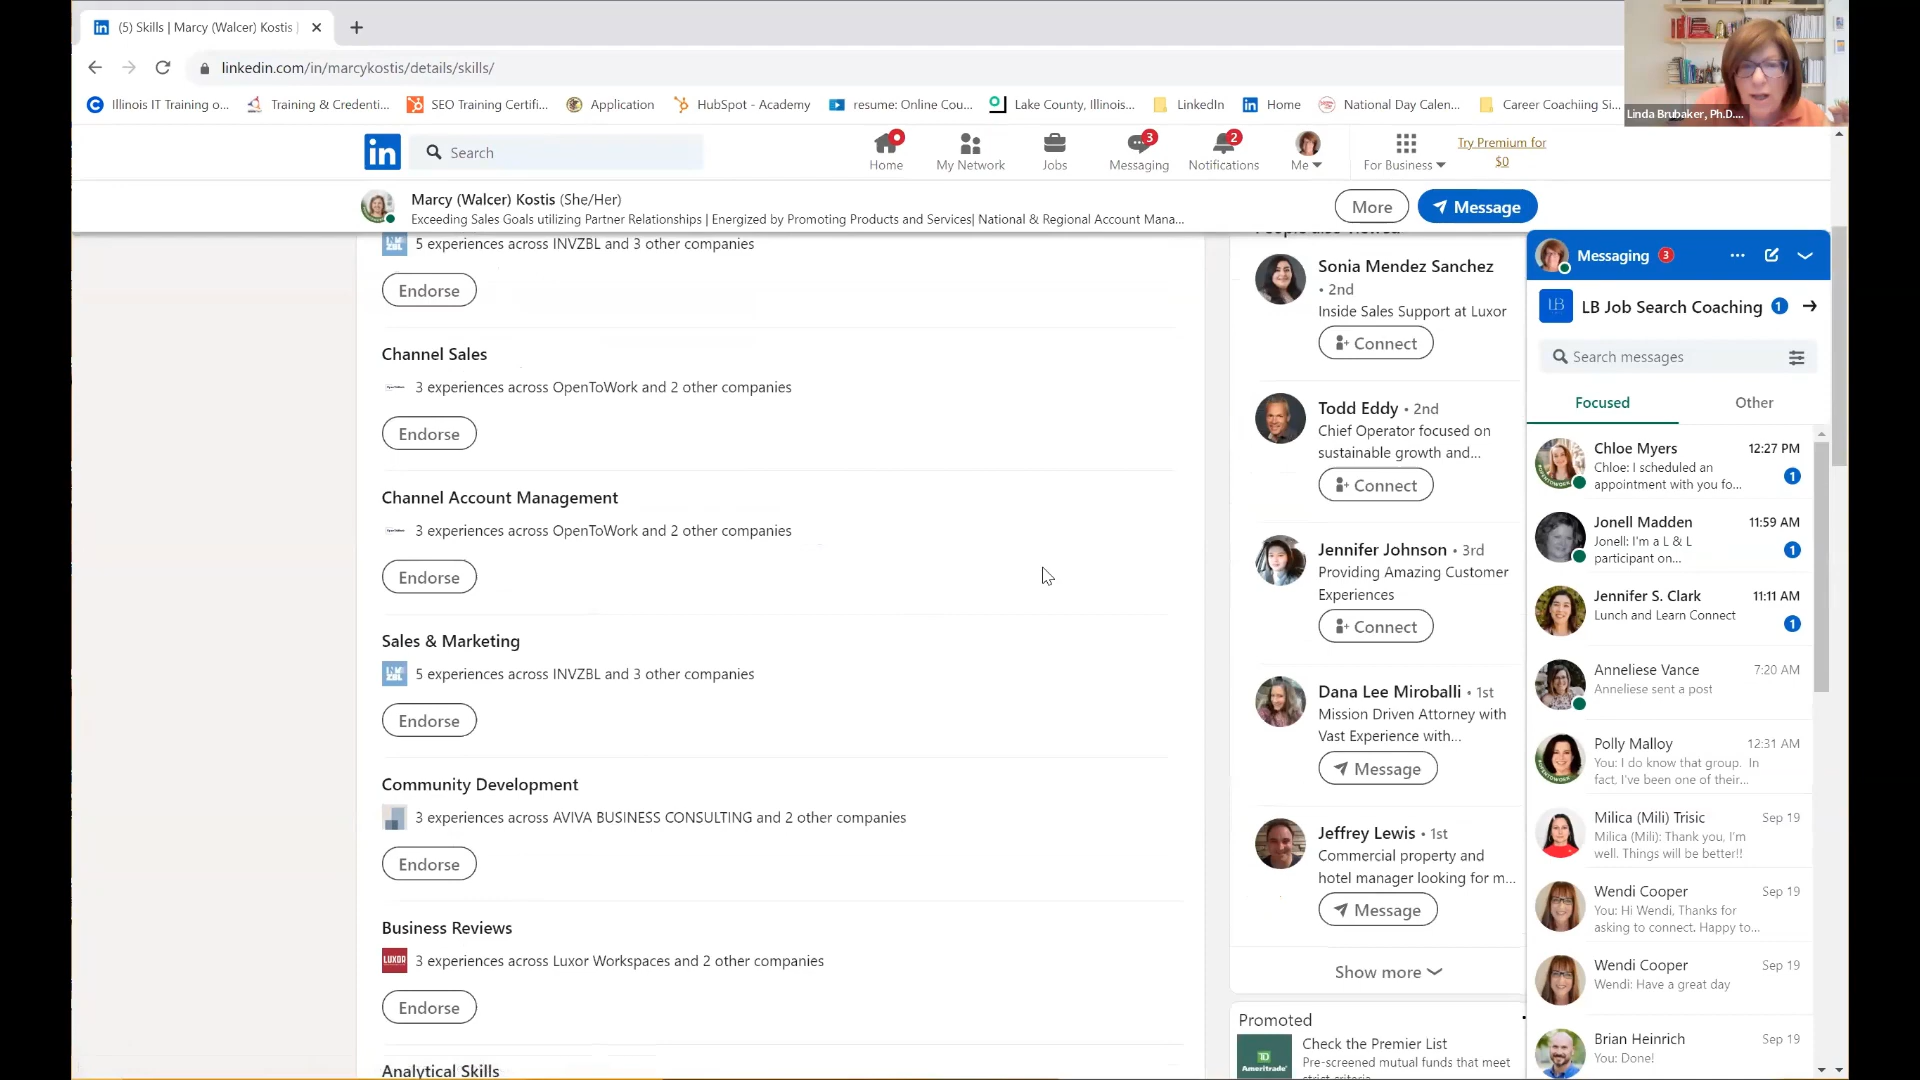 (5) Skills | Marcy (Walcer) Kostis |
linkedin.com/in/marcykostis/details/skills/
Illinois IT Training o...
Training & Credenti...
SEO Training Certifi...
Application
HubSpot - Academy
resume: Online Cou...
Lake County, Illinois...
LinkedIn
Home
National Day Calen...
Career Coachiing Si...
Linda Brubaker, Ph.D....
in
Search
Home
My Network
3
Jobs
Messaging
2
Notifications
Me
For Business
Try Premium for
$0
Marcy (Walcer) Kostis (She/Her)
Exceeding Sales Goals utilizing Partner Relationships | Energized by Promoting Products and Services| National & Regional Account Mana...
More
Message
5 experiences across INVZBL and 3 other companies
Endorse
Channel Sales
3 experiences across OpenToWork and 2 other companies
Endorse
Channel Account Management
3 experiences across OpenToWork and 2 other companies
Endorse
Sales & Marketing
5 experiences across INVZBL and 3 other companies
Endorse
Community Development
3 experiences across AVIVA BUSINESS CONSULTING and 2 other companies
Endorse
Business Reviews
LUXOR
3 experiences across Luxor Workspaces and 2 other companies
Endorse
Analytical Skills
People also viewed
Sonia Mendez Sanchez
• 2nd
Inside Sales Support at Luxor
Connect
Todd Eddy • 2nd
Chief Operator focused on
sustainable growth and...
Connect
Jennifer Johnson • 3rd
Providing Amazing Customer
Experiences
Connect
Dana Lee Miroballi • 1st
Mission Driven Attorney with
Vast Experience with...
Message
Jeffrey Lewis • 1st
Commercial property and
hotel manager looking for m...
Message
Show more
Promoted
Check the Premier List
Pre-screened mutual funds that meet
strict criteria
TD
Ameritrade
Messaging 3
LB
LB Job Search Coaching 1
Search messages
Focused
Other
Chloe Myers 12:27 PM
Chloe: I scheduled an
appointment with you fo...
1
Jonell Madden 11:59 AM
Jonell: I'm a L & L
participant on...
1
Jennifer S. Clark 11:11 AM
Lunch and Learn Connect
1
Anneliese Vance 7:20 AM
Anneliese sent a post
Polly Malloy 12:31 AM
You: I do know that group. In
fact, I've been one of their...
Milica (Mili) Trisic Sep 19
Milica (Mili): Thank you, I'm
well. Things will be better!!
Wendi Cooper Sep 19
You: Hi Wendi, Thanks for
asking to connect. Happy to...
Wendi Cooper Sep 19
Wendi: Have a great day
Brian Heinrich Sep 19
You: Done!